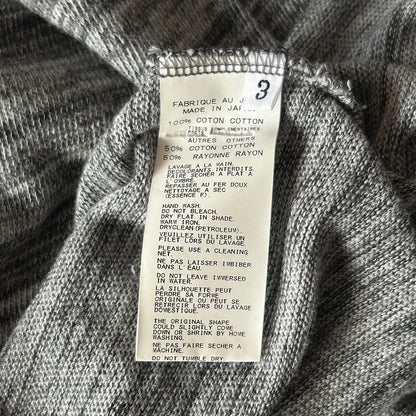 3
FABRIQUE AU J
MADE IN JAP
100% COTON COTTON
TISSUS COMPLEMENTAIRES
AUTRES OTHERS
50% COTON COTTON
50% RAYONNE RAYON
LAVAGE A LA MAIN.
DECOLORANTS INTERDITS.
FAIRE SECHER A PLAT A
L'OMBRE.
REPASSER AU FER DOUX
NETTOYAGE A SEC
(ESSENCE F).
HAND WASH.
DO NOT BLEACH.
DRY FLAT IN SHADE.
WARM IRON.
DRYCLEAN(PETROLEUM).
VEUILLEZ UTILISER UN
FILET LORS DU LAVAGE.
PLEASE USE A CLEANING
NET.
NE PAS LAISSER IMBIBER
DANS L'EAU.
DO NOT LEAVE IMMERSED
IN WATER.
LA SILHOUETTE PEUT
PERDRE SA FORME
ORIGINALE OU PEUT SE
RETRECIR LORS DU LAVAGE
DOMESTIQUE.
THE ORIGINAL SHAPE
COULD SLIGHTLY COME
DOWN OR SHRINK BY HOME
WASHING.
NE PAS FAIRE SECHER A
MACHINE.
DO NOT TUMBLE DRY